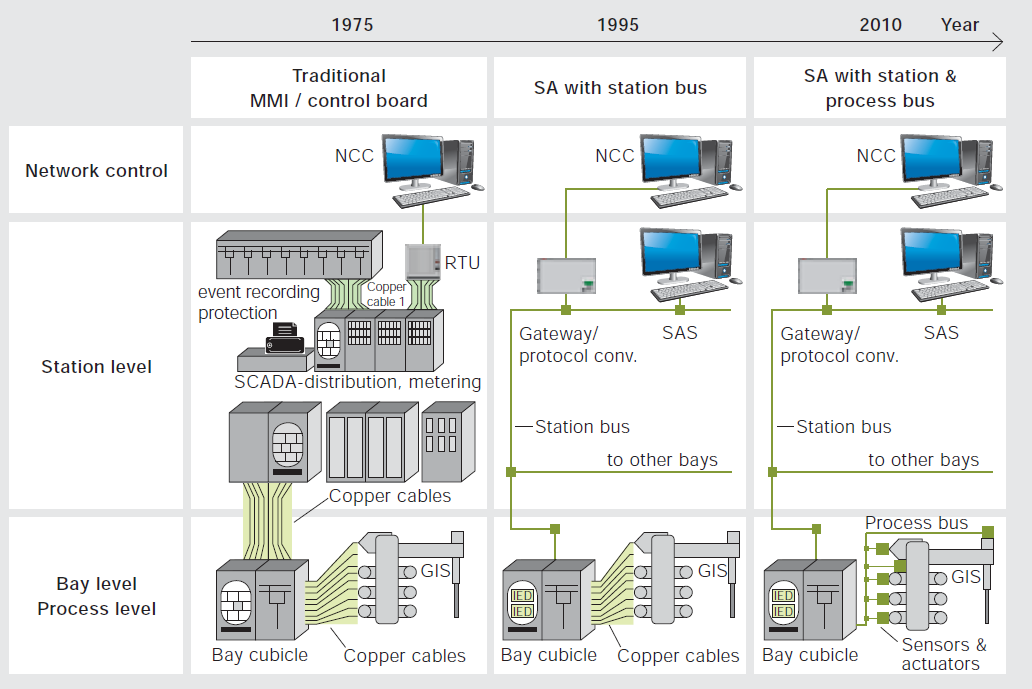 1975
1995
2010
Year
Traditional
MMI / control board
SA with station bus
SA with station &
process bus
Network control
NCC
NCC
NCC
Station level
RTU
event recording
protection
Copper
cable 1
SCADA-distribution, metering
Copper cables
Gateway/
protocol conv.
SAS
Station bus
to other bays
Gateway/
protocol conv.
SAS
Station bus
to other bays
Bay level
Process level
GIS
Bay cubicle
Copper cables
IED
IED
GIS
Bay cubicle
Copper cables
Process bus
IED
IED
GIS
Bay cubicle
Sensors &
actuators